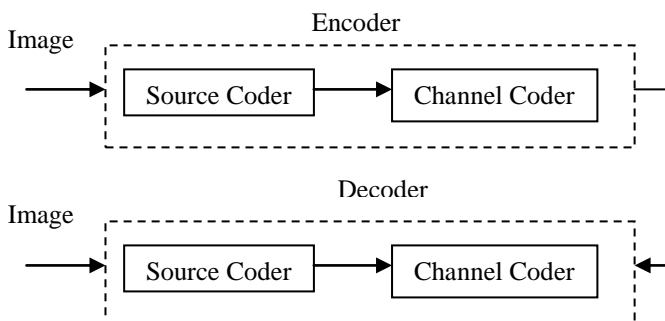 Encoder
Image
Source Coder Channel Coder
Decoder
Image
Source Coder Channel Coder